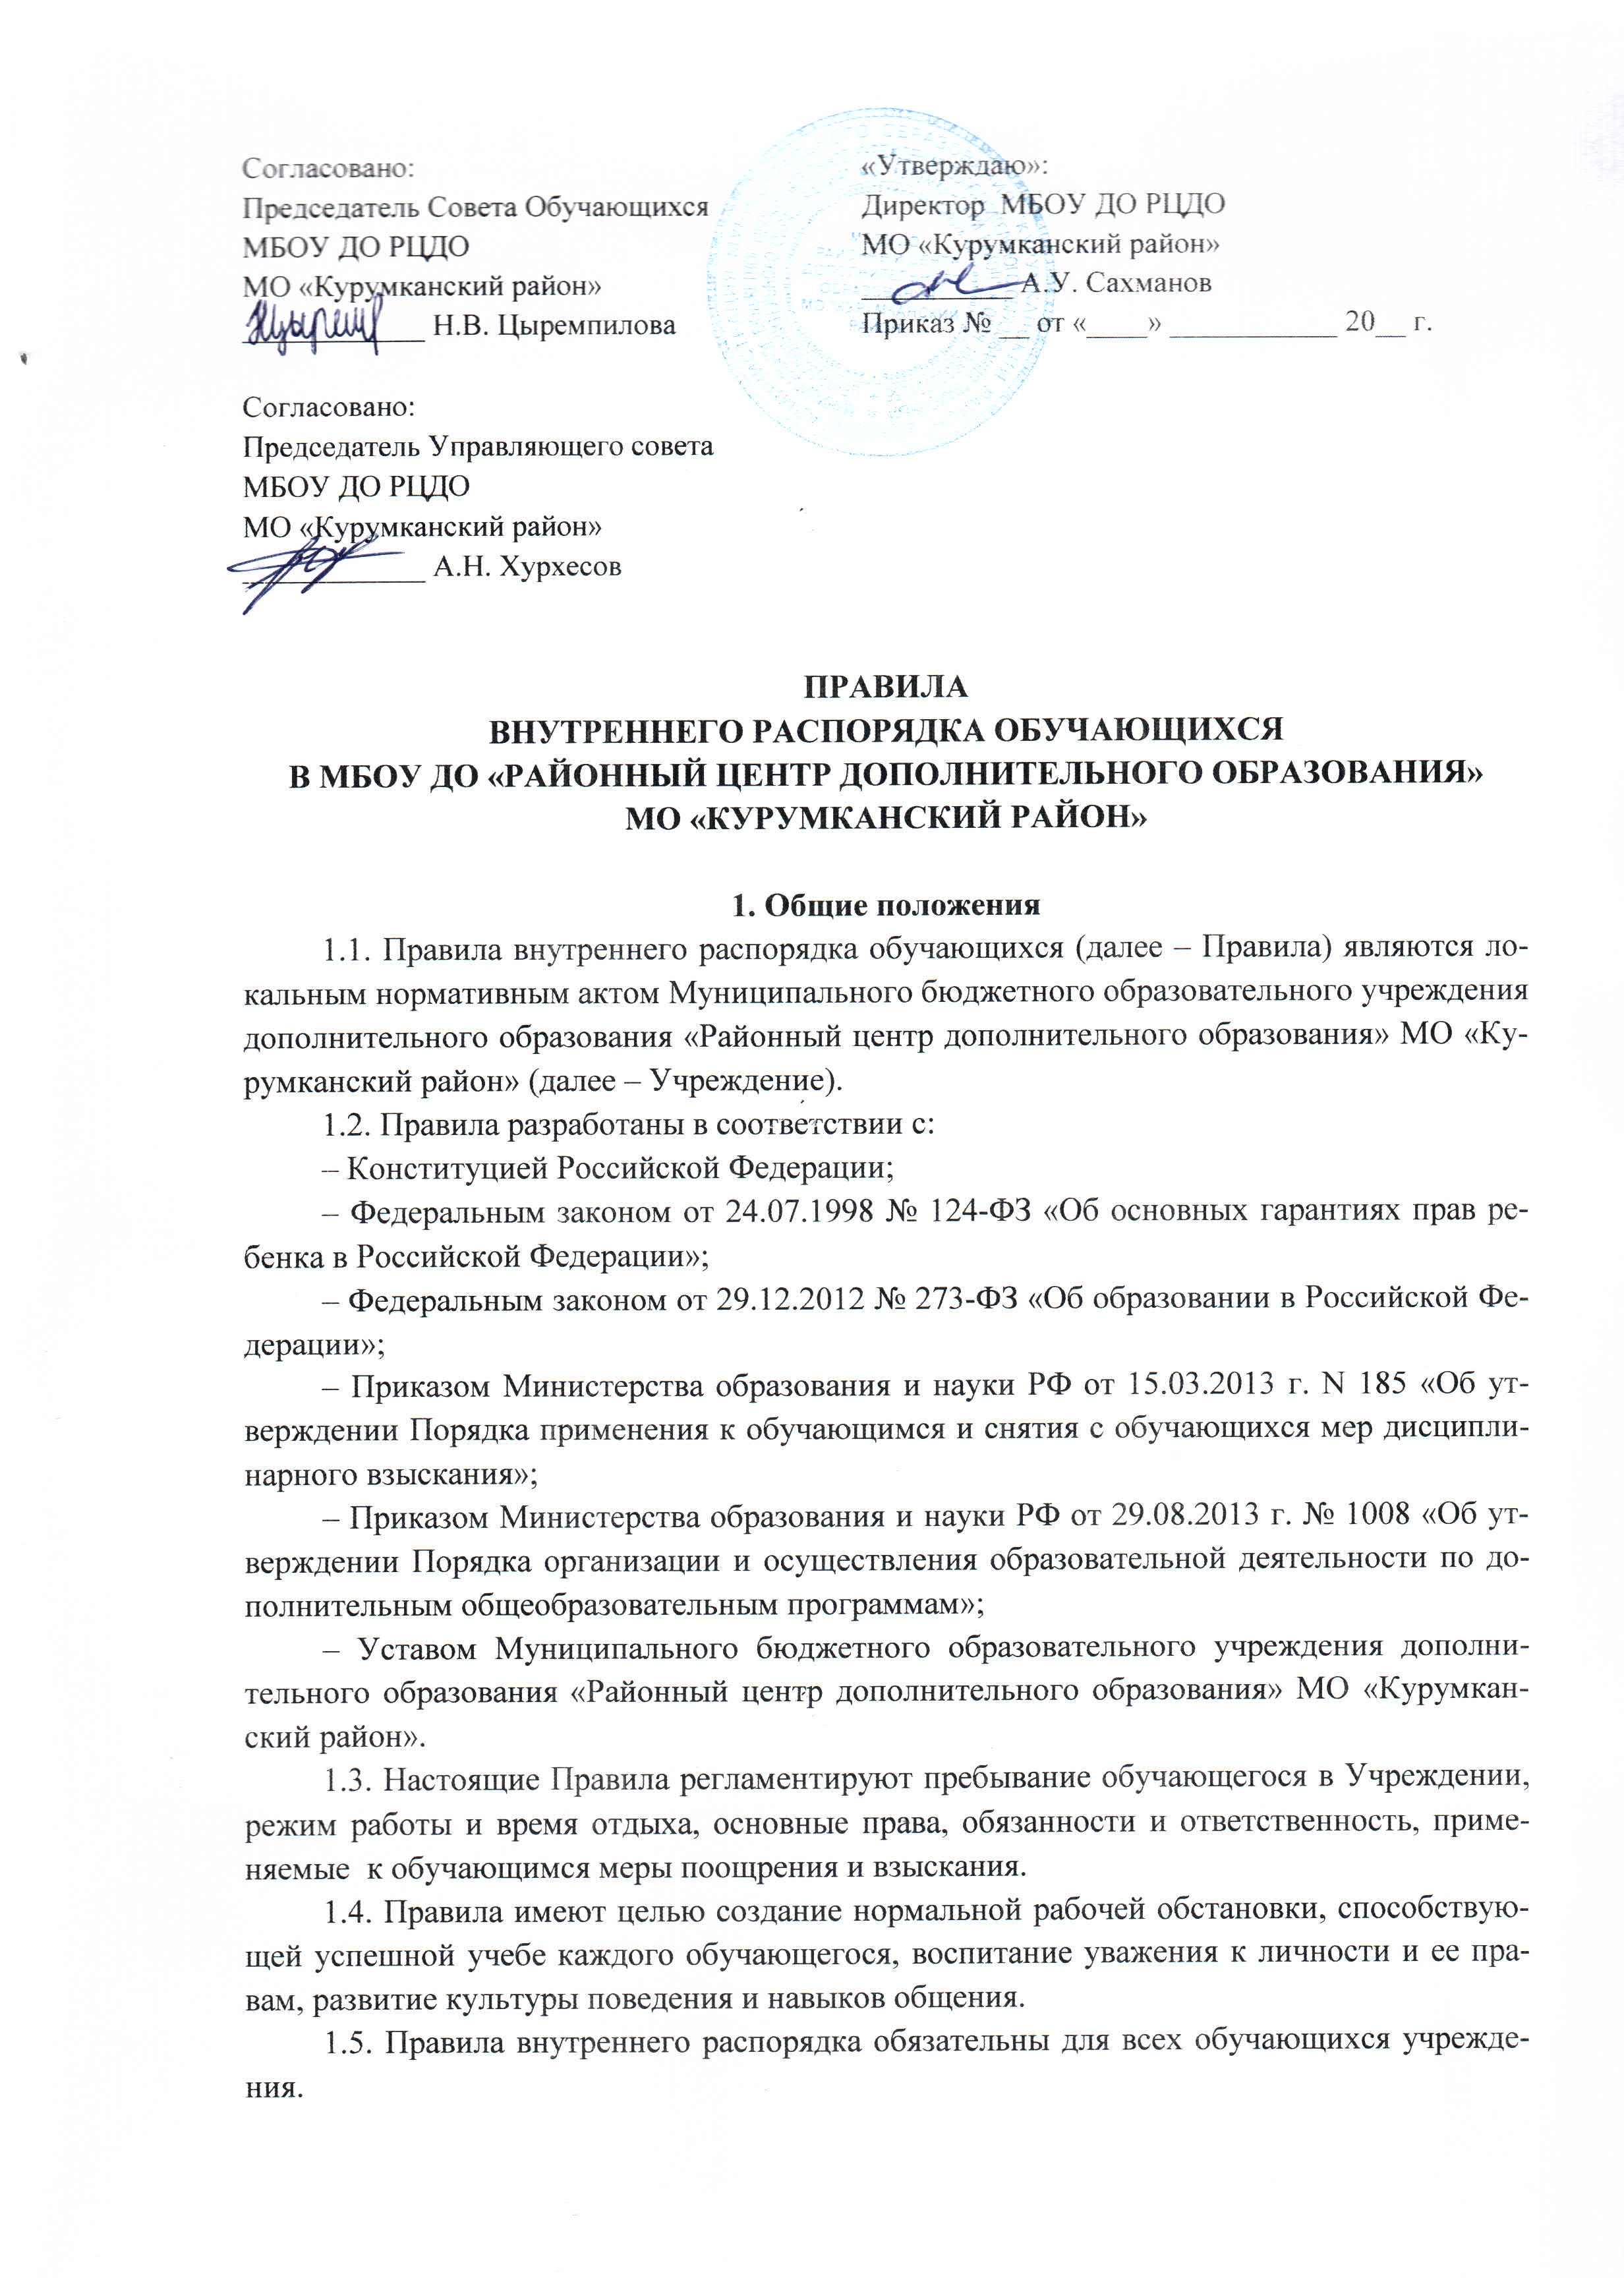 Согласовано:
Председатель Совета Обучающихся
МБОУ ДО РЦДО
МО «Курумканский район»
____________ Н.В. Цыремпилова
«Утверждаю»:
Директор  МБОУ ДО РЦДО
МО «Курумканский район»
__________ А.У. Сахманов
Приказ № __ от «____» ___________ 20__ г.
Согласовано:
Председатель Управляющего совета
МБОУ ДО РЦДО
МО «Курумканский район»
____________ А.Н. Хурхесов
ПРАВИЛА
ВНУТРЕННЕГО РАСПОРЯДКА ОБУЧАЮЩИХСЯ
В МБОУ ДО «РАЙОННЫЙ ЦЕНТР ДОПОЛНИТЕЛЬНОГО ОБРАЗОВАНИЯ»
МО «КУРУМКАНСКИЙ РАЙОН»
1. Общие положения
1.1. Правила внутреннего распорядка обучающихся (далее – Правила) являются ло-
кальным нормативным актом Муниципального бюджетного образовательного учреждения
дополнительного образования «Районный центр дополнительного образования» МО «Ку-
румканский район» (далее – Учреждение).
1.2. Правила разработаны в соответствии с:
– Конституцией Российской Федерации;
– Федеральным законом от 24.07.1998 № 124-ФЗ «Об основных гарантиях прав ре-
бенка в Российской Федерации»;
– Федеральным законом от 29.12.2012 № 273-ФЗ «Об образовании в Российской Фе-
дерации»;
– Приказом Министерства образования и науки РФ от 15.03.2013 г. N 185 «Об ут-
верждении Порядка применения к обучающимся и снятия с обучающихся мер дисципли-
нарного взыскания»;
– Приказом Министерства образования и науки РФ от 29.08.2013 г. № 1008 «Об ут-
верждении Порядка организации и осуществления образовательной деятельности по до-
полнительным общеобразовательным программам»;
– Уставом Муниципального бюджетного образовательного учреждения дополни-
тельного образования «Районный центр дополнительного образования» МО «Курумкан-
ский район».
1.3. Настоящие Правила регламентируют пребывание обучающегося в Учреждении,
режим работы и время отдыха, основные права, обязанности и ответственность, приме-
няемые  к обучающимся меры поощрения и взыскания.
1.4. Правила имеют целью создание нормальной рабочей обстановки, способствую-
щей успешной учебе каждого обучающегося, воспитание уважения к личности и ее пра-
вам, развитие культуры поведения и навыков общения.
1.5. Правила внутреннего распорядка обязательны для всех обучающихся учрежде-
ния.